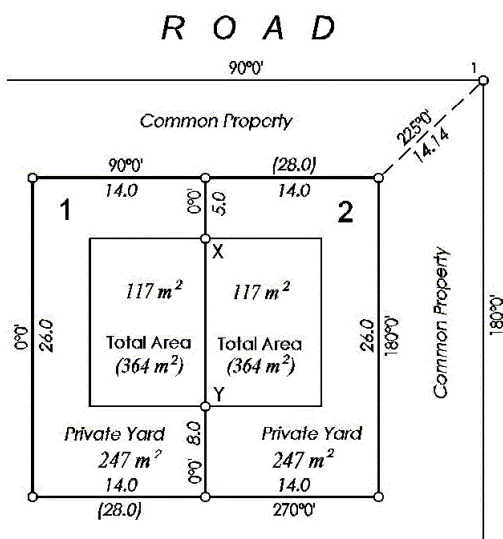 ROAD
90°0'
1
Common Property
225°0'
14.14
90°0'
(28.0)
14.0
0°0'
5.0
14.0
1
2
X
117 m²
117 m²
0°0'
26.0
Total Area
(364 m²)
Total Area
(364 m²)
26.0
180°0'
Common Property
180°0'
Y
Private Yard
247 m²
0°0'
8.0
Private Yard
247 m²
14.0
14.0
(28.0)
270°0'